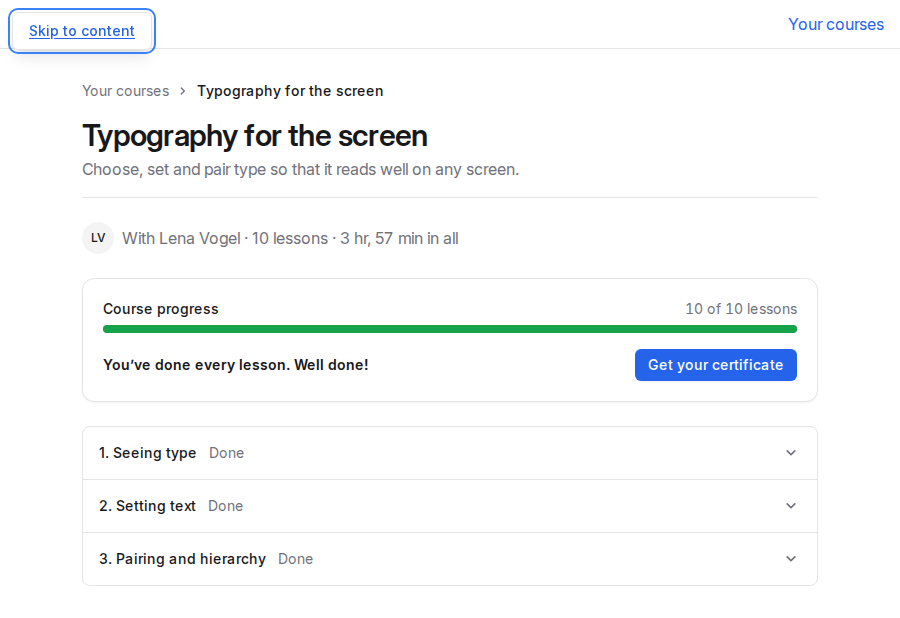 Skip to content
Your courses
Your courses > Typography for the screen
Typography for the screen
Choose, set and pair type so that it reads well on any screen.
LV With Lena Vogel · 10 lessons · 3 hr, 57 min in all
Course progress 10 of 10 lessons
You’ve done every lesson. Well done! Get your certificate
1. Seeing type Done
2. Setting text Done
3. Pairing and hierarchy Done